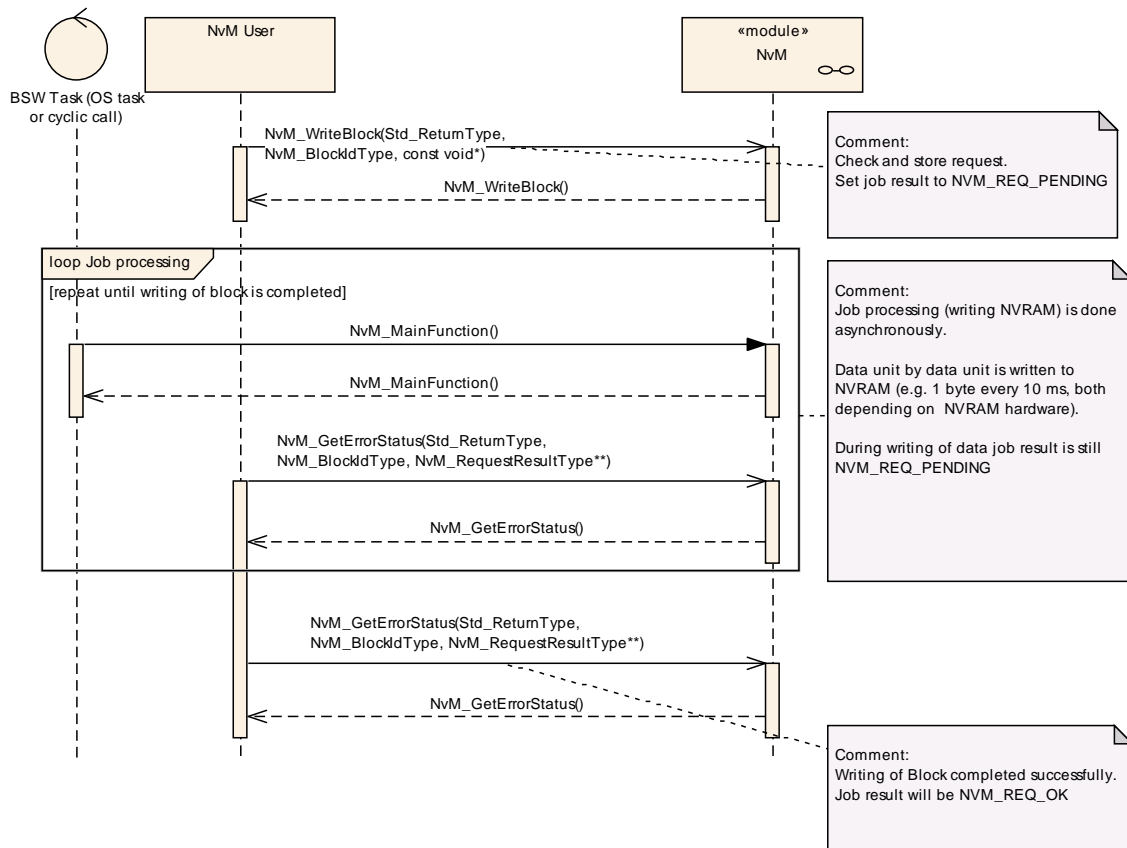 NvM User
«module»
NvM
BSW Task (OS task
or cyclic call)
NvM_WriteBlock(Std_ReturnType,
NvM_BlockIdType, const void*)
Comment:
Check and store request.
Set job result to NVM_REQ_PENDING
NvM_WriteBlock()
loop Job processing
[repeat until writing of block is completed]
Comment:
Job processing (writing NVRAM) is done
asynchronously.
Data unit by data unit is written to
NVRAM (e.g. 1 byte every 10 ms, both
depending on NVRAM hardware).
During writing of data job result is still
NVM_REQ_PENDING
NvM_MainFunction()
NvM_MainFunction()
NvM_GetErrorStatus(Std_ReturnType,
NvM_BlockIdType, NvM_RequestResultType**)
NvM_GetErrorStatus()
NvM_GetErrorStatus(Std_ReturnType,
NvM_BlockIdType, NvM_RequestResultType**)
NvM_GetErrorStatus()
Comment:
Writing of Block completed successfully.
Job result will be NVM_REQ_OK